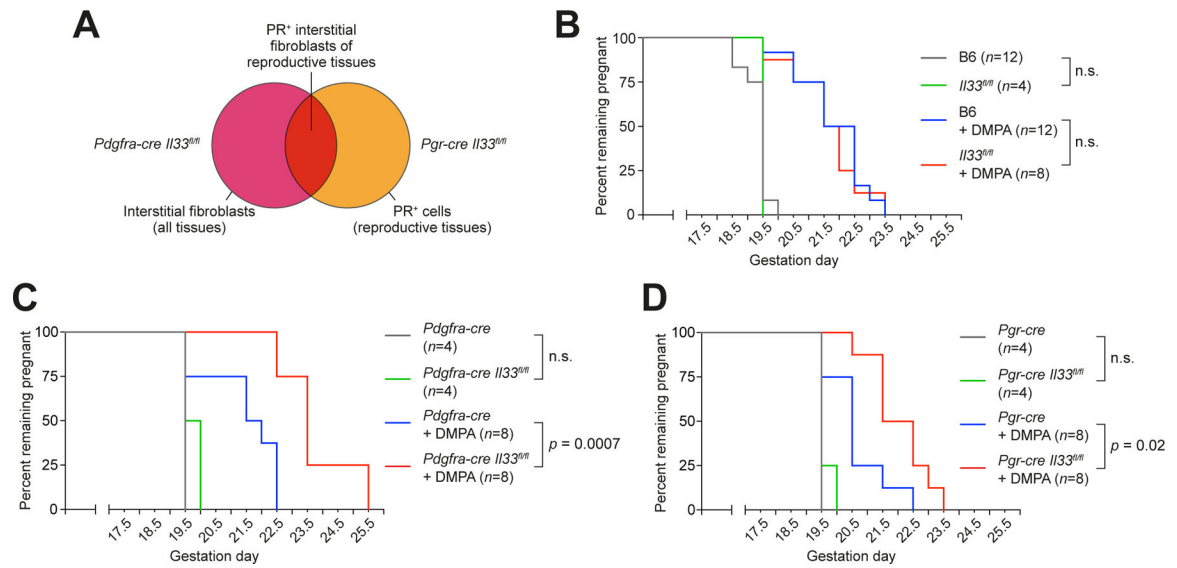 A
PR⁺ interstitial
fibroblasts of
reproductive tissues
Pdgfra-cre Il33fl/fl
Pgr-cre Il33fl/fl
Interstitial fibroblasts
(all tissues)
PR⁺ cells
(reproductive tissues)
B
Percent remaining pregnant
100
75
50
25
0
17.5 18.5 19.5 20.5 21.5 22.5 23.5 24.5 25.5
Gestation day
B6 (n=12)
Il33fl/fl (n=4)
n.s.
B6
+ DMPA (n=12)
Il33fl/fl
+ DMPA (n=8)
n.s.
C
Percent remaining pregnant
100
75
50
25
0
17.5 18.5 19.5 20.5 21.5 22.5 23.5 24.5 25.5
Gestation day
Pdgfra-cre
(n=4)
Pdgfra-cre Il33fl/fl
(n=4)
n.s.
Pdgfra-cre
+ DMPA (n=8)
Pdgfra-cre Il33fl/fl
+ DMPA (n=8)
p = 0.0007
D
Percent remaining pregnant
100
75
50
25
0
17.5 18.5 19.5 20.5 21.5 22.5 23.5 24.5 25.5
Gestation day
Pgr-cre
(n=4)
Pgr-cre Il33fl/fl
(n=4)
n.s.
Pgr-cre
+ DMPA (n=8)
Pgr-cre Il33fl/fl
+ DMPA (n=8)
p = 0.02